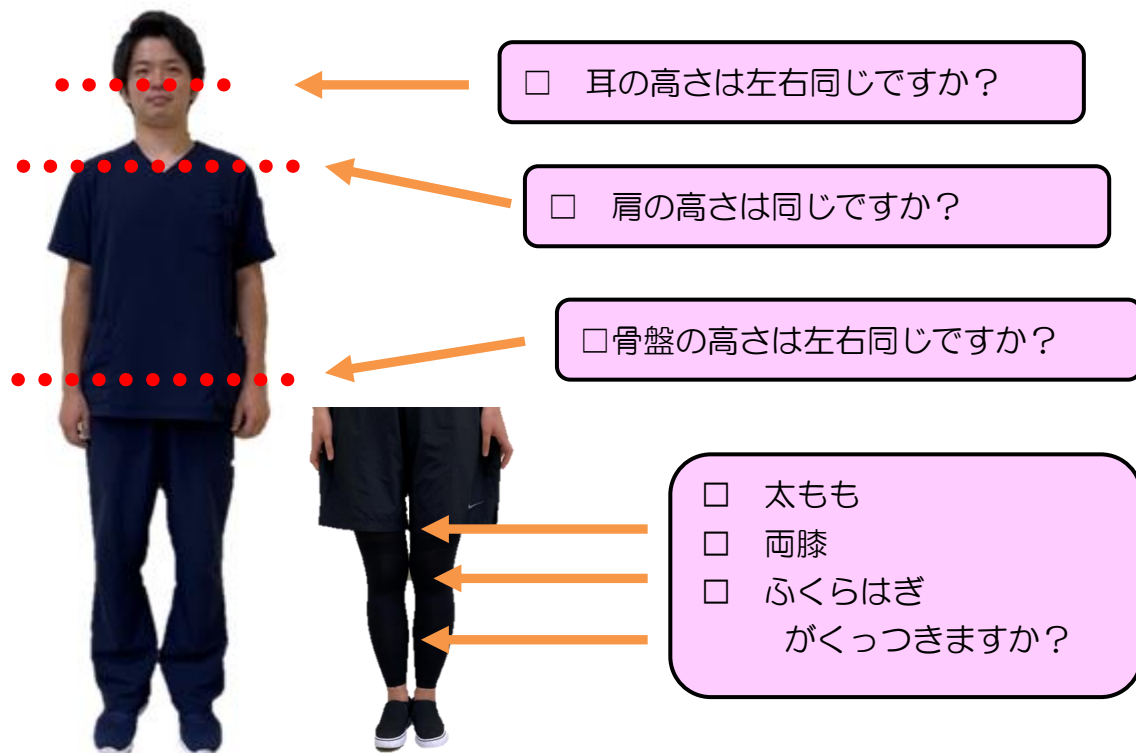 □ 耳の高さは左右同じですか？
□ 肩の高さは同じですか？
□骨盤の高さは左右同じですか？
□ 太もも
□ 両膝
□ ふくらはぎ
がくっつきますか？